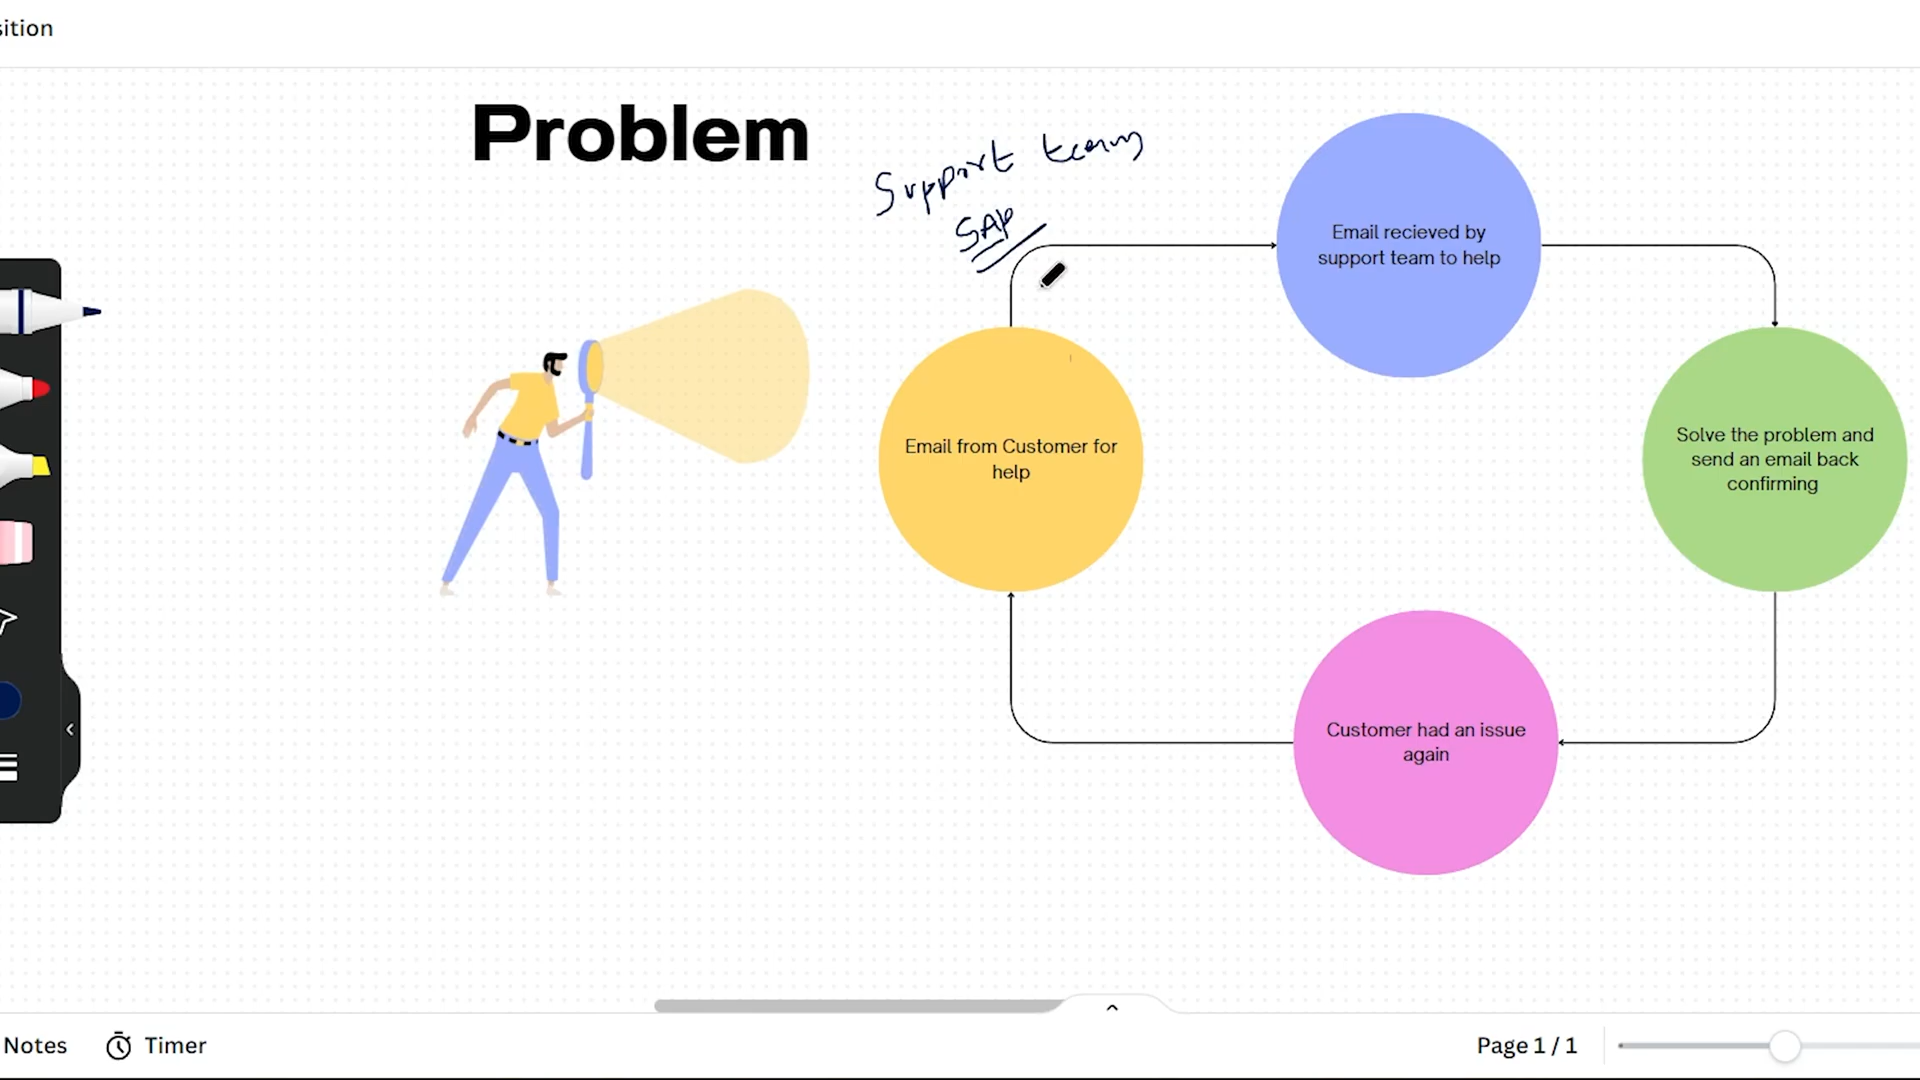 sition
Problem
Support team
SAP
Email recieved by
support team to help
Email from Customer for
help
Solve the problem and
send an email back
confirming
Customer had an issue
again
Notes
Timer
Page 1 / 1